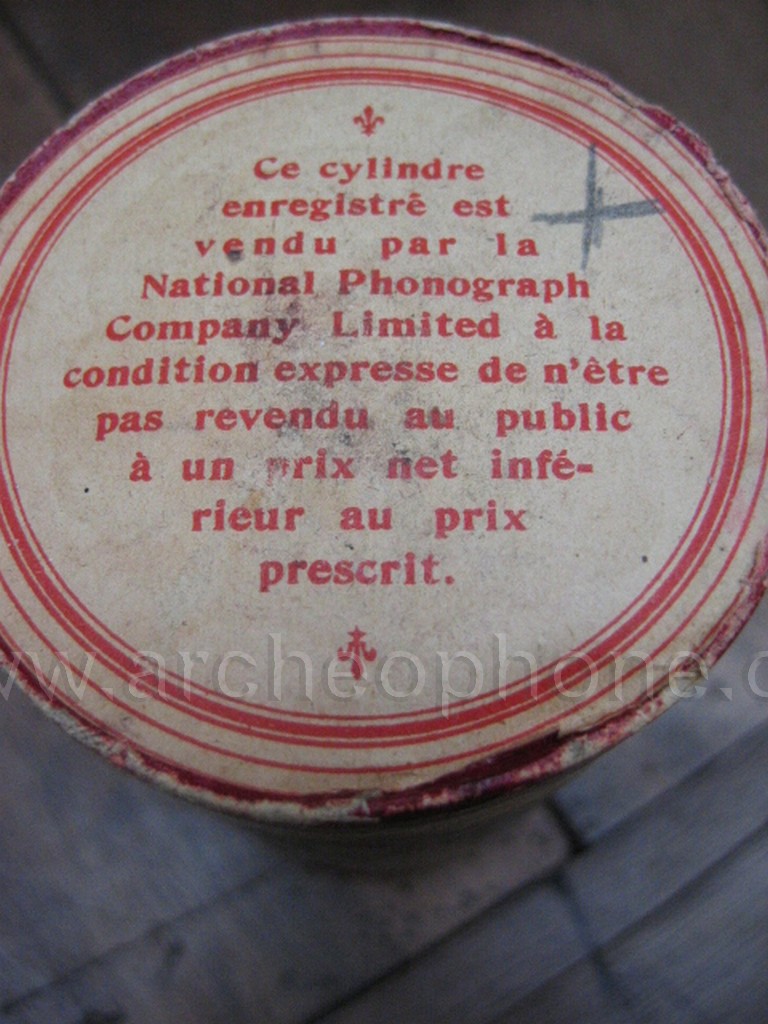 Ce cylindre
enregistré est
vendu par la
National Phonograph
Company Limited à la
condition expresse de n'être
pas revendu au public
à un prix net infé-
rieur au prix
prescrit.
www.archeophone.